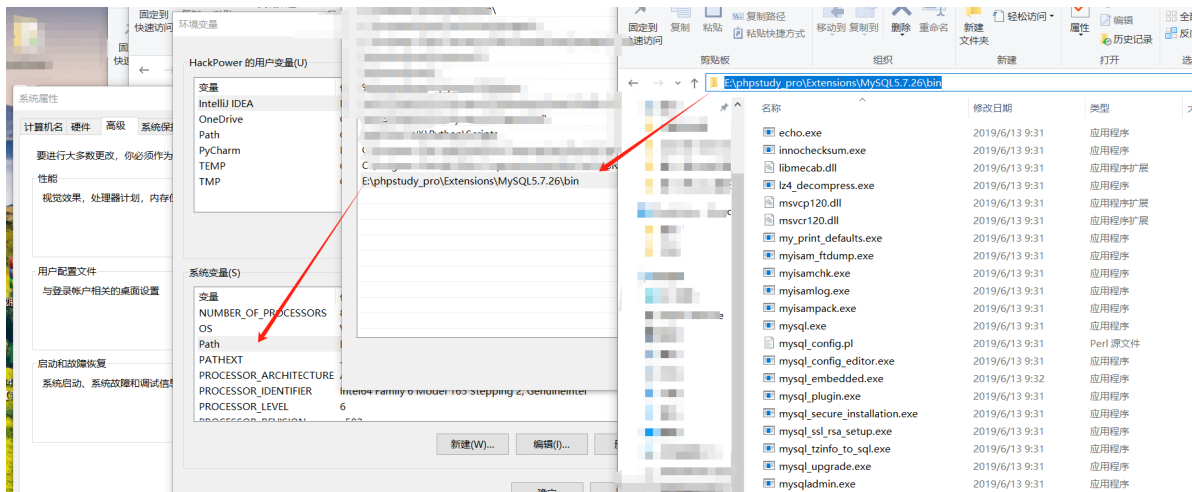 固定到
快速访问
环境变量
固定到
快速访问
复制
粘贴
复制路径
粘贴快捷方式
移动到
复制到
删除
重命名
新建
文件夹
轻松访问
属性
编辑
历史记录
剪贴板
组织
新建
打开
E:\phpstudy_pro\Extensions\MySQL5.7.26\bin
系统属性
计算机名
硬件
高级
系统保
要进行大多数更改，你必须作为
性能
视觉效果，处理器计划，内存
用户配置文件
与登录帐户相关的桌面设置
启动和故障恢复
系统启动、系统故障和调试信
HackPower 的用户变量(U)
变量
IntelliJ IDEA
OneDrive
Path
PyCharm
TEMP
TMP
E:\phpstudy_pro\Extensions\MySQL5.7.26\bin
系统变量(S)
变量
NUMBER_OF_PROCESSORS
OS
Path
PATHEXT
PROCESSOR_ARCHITECTURE
PROCESSOR_IDENTIFIER
Intel64 Family 6 Model 165 Stepping 2, GenuineIntel
PROCESSOR_LEVEL
6
新建(W)...
编辑(I)...
名称
修改日期
类型
echo.exe
2019/6/13 9:31
应用程序
innochecksum.exe
2019/6/13 9:31
应用程序
libmecab.dll
2019/6/13 9:31
应用程序扩展
lz4_decompress.exe
2019/6/13 9:31
应用程序
msvcp120.dll
2019/6/13 9:31
应用程序扩展
msvcr120.dll
2019/6/13 9:31
应用程序扩展
my_print_defaults.exe
2019/6/13 9:31
应用程序
myisam_ftdump.exe
2019/6/13 9:31
应用程序
myisamchk.exe
2019/6/13 9:31
应用程序
myisamlog.exe
2019/6/13 9:31
应用程序
myisampack.exe
2019/6/13 9:31
应用程序
mysql.exe
2019/6/13 9:31
应用程序
mysql_config.pl
2019/6/13 9:31
Perl 源文件
mysql_config_editor.exe
2019/6/13 9:31
应用程序
mysql_embedded.exe
2019/6/13 9:32
应用程序
mysql_plugin.exe
2019/6/13 9:31
应用程序
mysql_secure_installation.exe
2019/6/13 9:31
应用程序
mysql_ssl_rsa_setup.exe
2019/6/13 9:31
应用程序
mysql_tzinfo_to_sql.exe
2019/6/13 9:31
应用程序
mysql_upgrade.exe
2019/6/13 9:31
应用程序
mysqladmin.exe
2019/6/13 9:31
应用程序